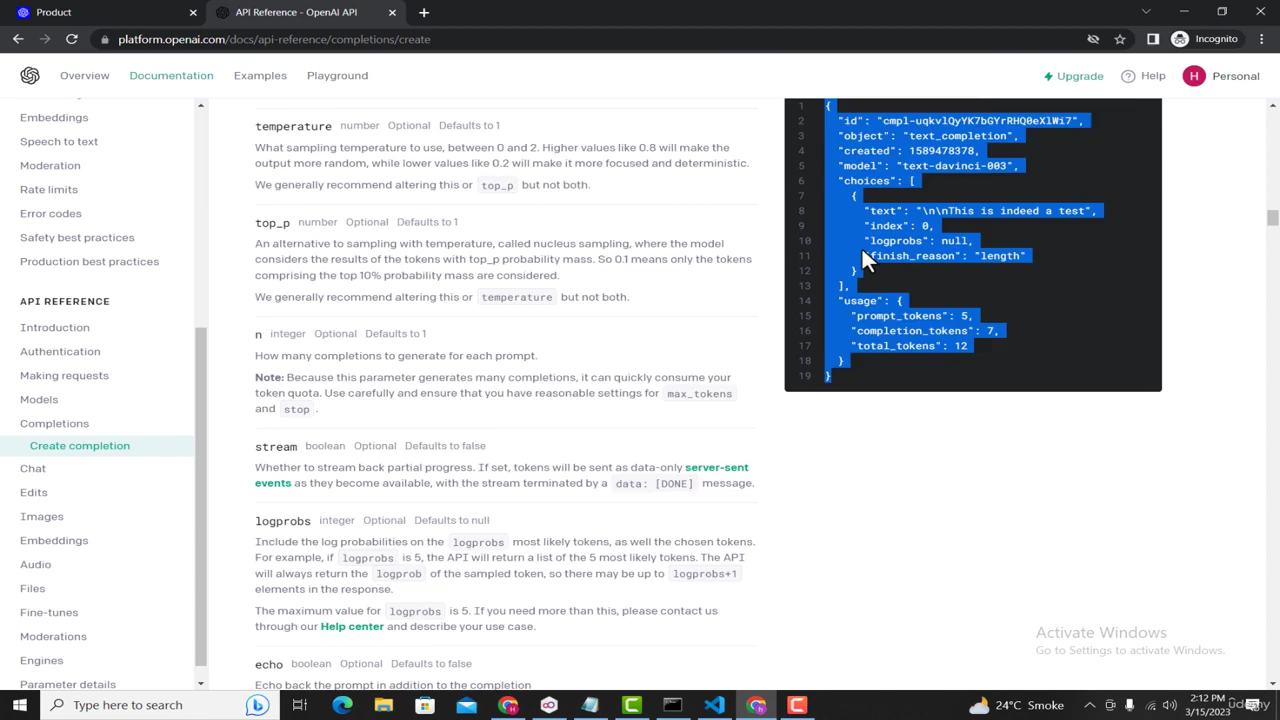 Product
API Reference - OpenAI API
platform.openai.com/docs/api-reference/completions/create
Incognito
Overview
Documentation
Examples
Playground
Upgrade
Help
H
Personal
Embeddings
Speech to text
Moderation
Rate limits
Error codes
Safety best practices
Production best practices
API REFERENCE
Introduction
Authentication
Making requests
Models
Completions
Create completion
Chat
Edits
Images
Embeddings
Audio
Files
Fine-tunes
Moderations
Engines
Parameter details
temperature number Optional Defaults to 1
What sampling temperature to use, between 0 and 2. Higher values like 0.8 will make the
output more random, while lower values like 0.2 will make it more focused and deterministic.
We generally recommend altering this or top_p but not both.
top_p number Optional Defaults to 1
An alternative to sampling with temperature, called nucleus sampling, where the model
considers the results of the tokens with top_p probability mass. So 0.1 means only the tokens
comprising the top 10% probability mass are considered.
We generally recommend altering this or temperature but not both.
n integer Optional Defaults to 1
How many completions to generate for each prompt.
Note: Because this parameter generates many completions, it can quickly consume your
token quota. Use carefully and ensure that you have reasonable settings for max_tokens
and stop .
stream boolean Optional Defaults to false
Whether to stream back partial progress. If set, tokens will be sent as data-only server-sent
events as they become available, with the stream terminated by a data: [DONE] message.
logprobs integer Optional Defaults to null
Include the log probabilities on the logprobs most likely tokens, as well the chosen tokens.
For example, if logprobs is 5, the API will return a list of the 5 most likely tokens. The API
will always return the logprob of the sampled token, so there may be up to logprobs+1
elements in the response.
The maximum value for logprobs is 5. If you need more than this, please contact us
through our Help center and describe your use case.
echo boolean Optional Defaults to false
Echo back the prompt in addition to the completion
1 {
2 "id": "cmpl-uqkvlQyYK7bGYrRHQ0eXlWi7",
3 "object": "text_completion",
4 "created": 1589478378,
5 "model": "text-davinci-003",
6 "choices": [
7 {
8 "text": "\n\nThis is indeed a test",
9 "index": 0,
10 "logprobs": null,
11 "finish_reason": "length"
12 }
13 ],
14 "usage": {
15 "prompt_tokens": 5,
16 "completion_tokens": 7,
17 "total_tokens": 12
18 }
19 }
Activate Windows
Go to Settings to activate Windows.
Type here to search
24°C Smoke
2:12 PM
3/15/2023